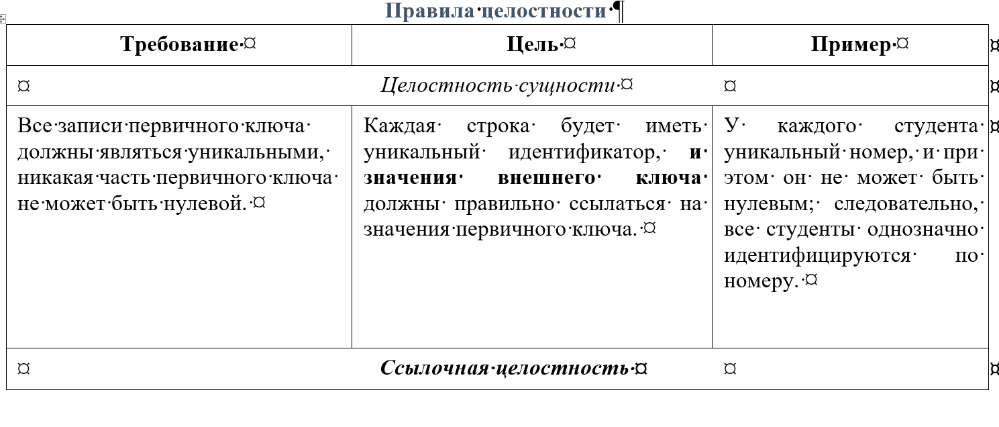 Правила целостности
Требование
Цель
Пример
Целостность сущности
Все записи первичного ключа
должны являться уникальными,
никакая часть первичного ключа
не может быть нулевой.
Каждая строка будет иметь
уникальный идентификатор, и
значения внешнего ключа
должны правильно ссылаться на
значения первичного ключа.
У каждого студента
уникальный номер, и при
этом он не может быть
нулевым; следовательно,
все студенты однозначно
идентифицируются по
номеру.
Ссылочная целостность